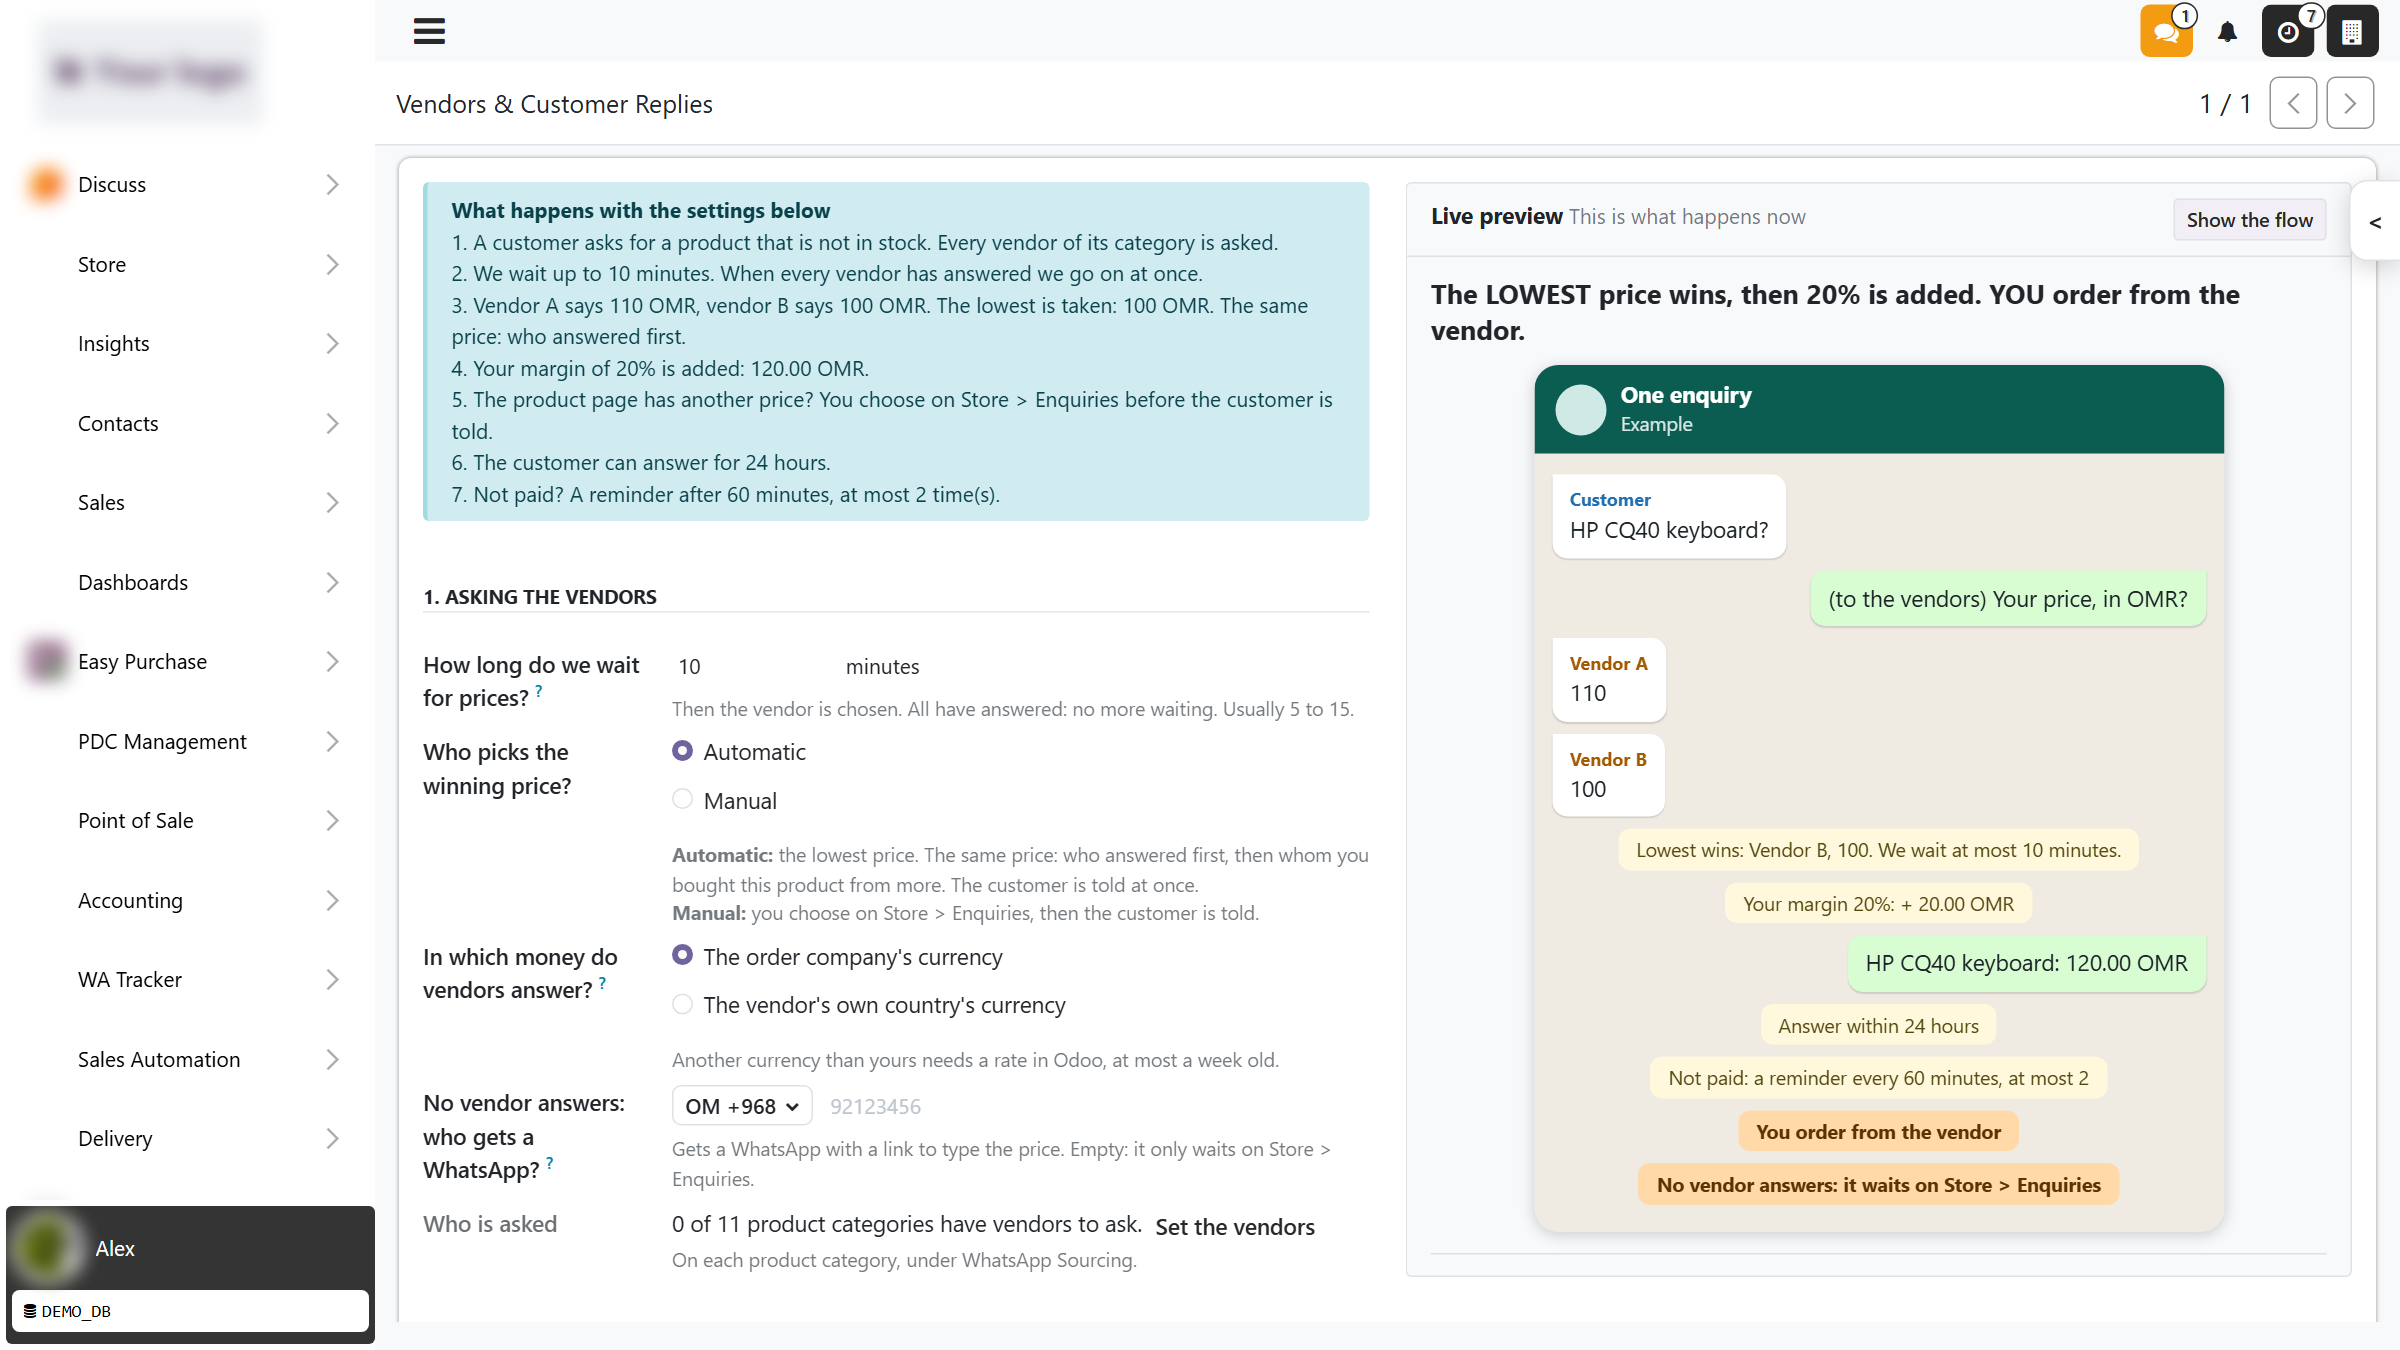 1
7
Vendors & Customer Replies
1 / 1
Discuss
Store
Insights
Contacts
Sales
Dashboards
Easy Purchase
PDC Management
Point of Sale
Accounting
WA Tracker
Sales Automation
Delivery
Alex
DEMO_DB
What happens with the settings below
1. A customer asks for a product that is not in stock. Every vendor of its category is asked.
2. We wait up to 10 minutes. When every vendor has answered we go on at once.
3. Vendor A says 110 OMR, vendor B says 100 OMR. The lowest is taken: 100 OMR. The same
price: who answered first.
4. Your margin of 20% is added: 120.00 OMR.
5. The product page has another price? You choose on Store > Enquiries before the customer is
told.
6. The customer can answer for 24 hours.
7. Not paid? A reminder after 60 minutes, at most 2 time(s).
1. ASKING THE VENDORS
How long do we wait
for prices? ?
10 minutes
Then the vendor is chosen. All have answered: no more waiting. Usually 5 to 15.
Who picks the
winning price?
Automatic
Manual
Automatic: the lowest price. The same price: who answered first, then whom you
bought this product from more. The customer is told at once.
Manual: you choose on Store > Enquiries, then the customer is told.
In which money do
vendors answer? ?
The order company's currency
The vendor's own country's currency
Another currency than yours needs a rate in Odoo, at most a week old.
No vendor answers:
who gets a
WhatsApp? ?
OM +968
92123456
Gets a WhatsApp with a link to type the price. Empty: it only waits on Store >
Enquiries.
Who is asked
0 of 11 product categories have vendors to ask. Set the vendors
On each product category, under WhatsApp Sourcing.
Live preview This is what happens now
Show the flow
<
The LOWEST price wins, then 20% is added. YOU order from the
vendor.
One enquiry
Example
Customer
HP CQ40 keyboard?
(to the vendors) Your price, in OMR?
Vendor A
110
Vendor B
100
Lowest wins: Vendor B, 100. We wait at most 10 minutes.
Your margin 20%: + 20.00 OMR
HP CQ40 keyboard: 120.00 OMR
Answer within 24 hours
Not paid: a reminder every 60 minutes, at most 2
You order from the vendor
No vendor answers: it waits on Store > Enquiries